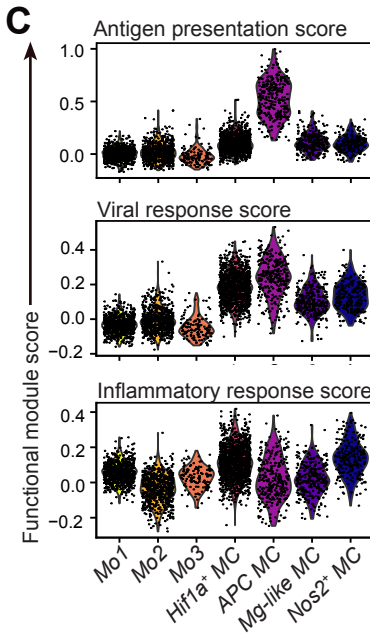 C
Antigen presentation score
1.0
0.5
0.0
Viral response score
0.4
0.2
0.0
−0.2
Inflammatory response score
0.4
0.2
0.0
−0.2
Functional module score
Mo1
Mo2
Mo3
Hif1a⁺ MC
APC MC
Mg-like MC
Nos2⁺ MC